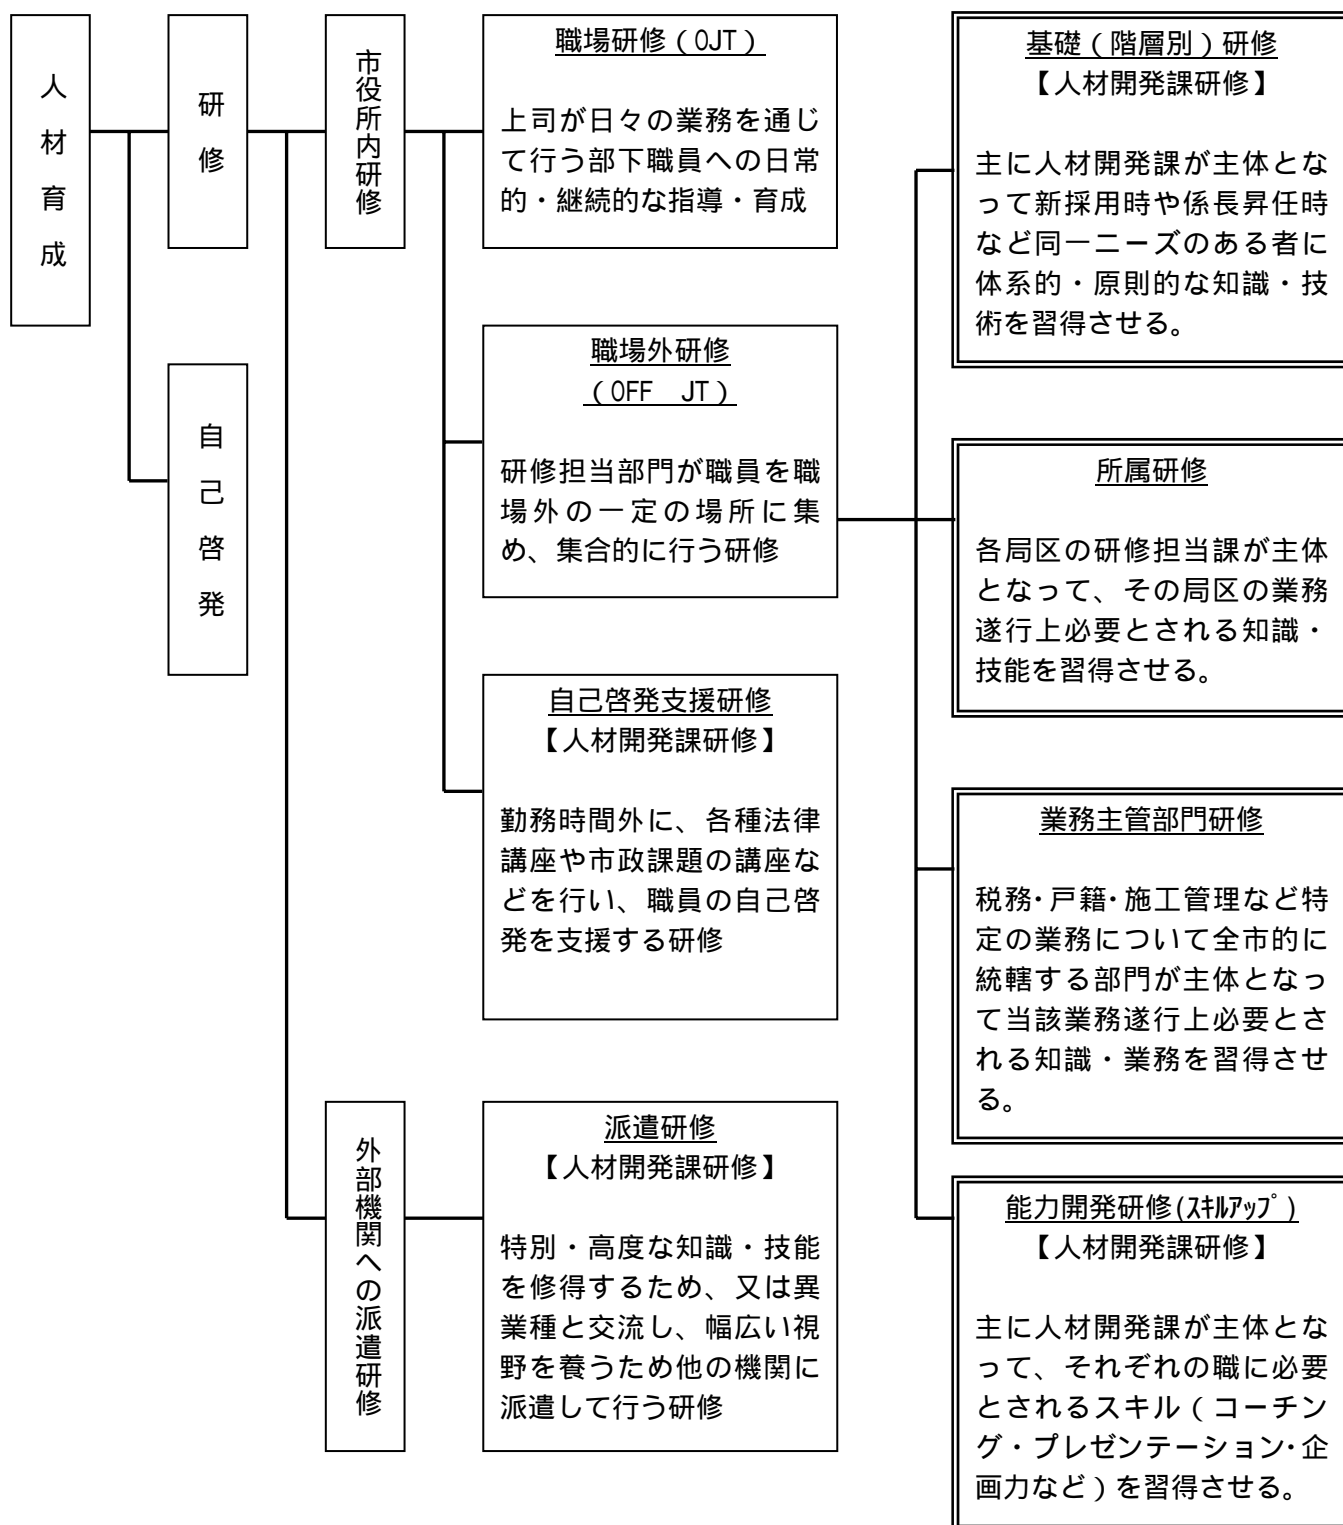 人材育成
研修
自己啓発
市役所内研修
外部機関への派遣研修
職場研修(OJT)
上司が日々の業務を通じ
て行う部下職員への日常
的・継続的な指導・育成
職場外研修
(OFF JT)
研修担当部門が職員を職
場外の一定の場所に集
め、集合的に行う研修
自己啓発支援研修
【人材開発課研修】
勤務時間外に、各種法律
講座や市政課題の講座な
どを行い、職員の自己啓
発を支援する研修
派遣研修
【人材開発課研修】
特別・高度な知識・技能
を修得するため、又は異
業種と交流し、幅広い視
野を養うため他の機関に
派遣して行う研修
基礎(階層別)研修
【人材開発課研修】
主に人材開発課が主体とな
って新採用時や係長昇任時
など同一ニーズのある者に
体系的・原則的な知識・技
術を習得させる。
所属研修
各局区の研修担当課が主体
となって、その局区の業務
遂行上必要とされる知識・
技能を習得させる。
業務主管部門研修
税務・戸籍・施工管理など特
定の業務について全市的に
統轄する部門が主体となっ
て当該業務遂行上必要とさ
れる知識・業務を習得させ
る。
能力開発研修(ｽｷﾙｱｯﾌﾟ)
【人材開発課研修】
主に人材開発課が主体とな
って、それぞれの職に必要
とされるスキル(コーチン
グ・プレゼンテーション・企
画力など)を習得させる。